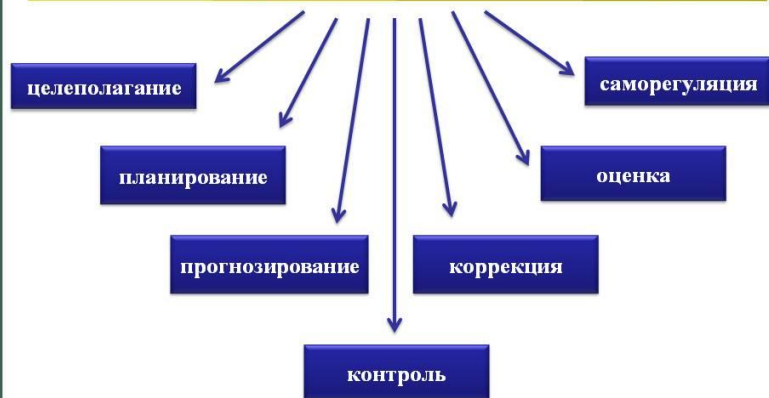 целеполагание
саморегуляция
планирование
оценка
прогнозирование
коррекция
контроль